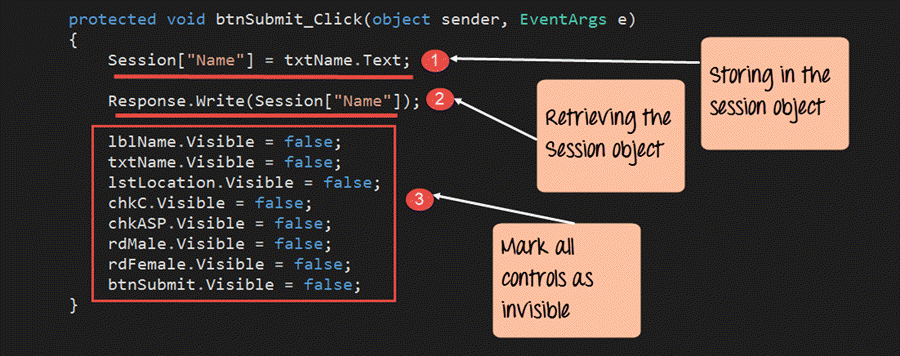 protected void btnSubmit_Click(object sender, EventArgs e)
{
Session["Name"] = txtName.Text;
1
Storing in the
session object
Response.Write(Session["Name"]);
2
Retrieving the
Session object
lblName.Visible = false;
txtName.Visible = false;
lstLocation.Visible = false;
chkC.Visible = false;
chkASP.Visible = false;
rdMale.Visible = false;
rdFemale.Visible = false;
btnSubmit.Visible = false;
3
Mark all
controls as
invisible
}